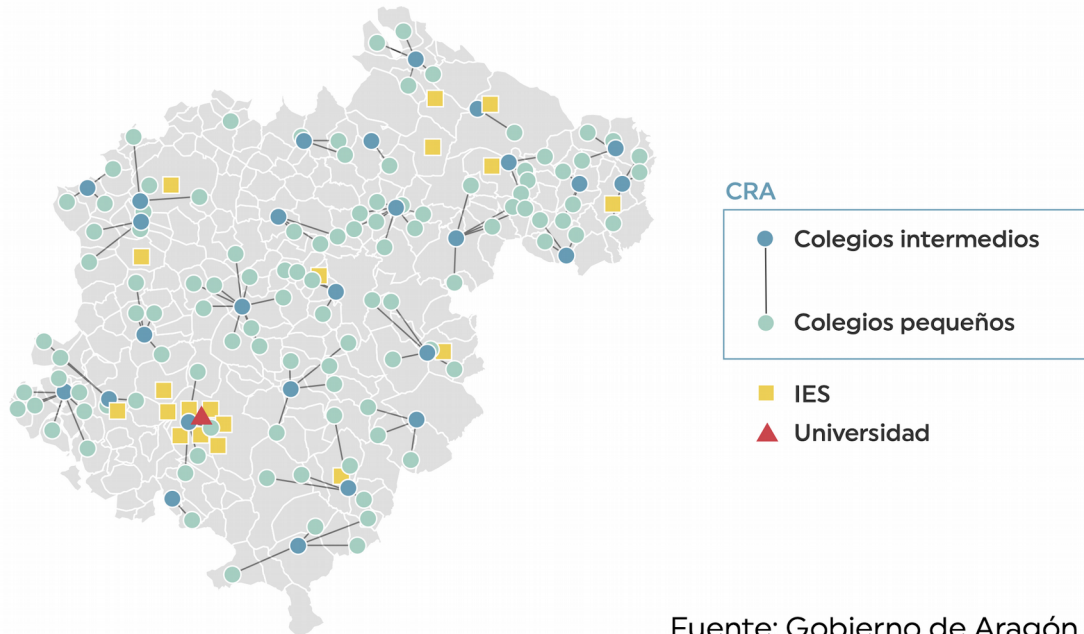 CRA
Colegios intermedios
Colegios pequeños
IES
Universidad
Fuente: Gobierno de Aragón